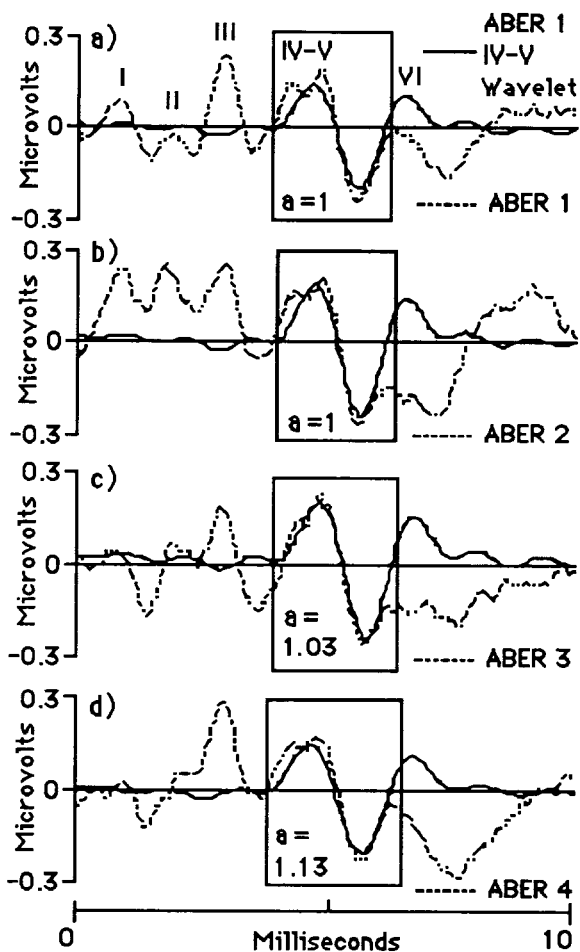 ABER 1
0.3
a)
III
IV-V
IV-V
I
VI
Wavelet
II
Microvolts
0
a=1
ABER 1
-0.3
0.3
b)
Microvolts
0
a=1
ABER 2
-0.3
0.3
c)
Microvolts
0
a=
1.03
ABER 3
-0.3
0.3
d)
Microvolts
0
a=
1.13
ABER 4
-0.3
0
Milliseconds
10